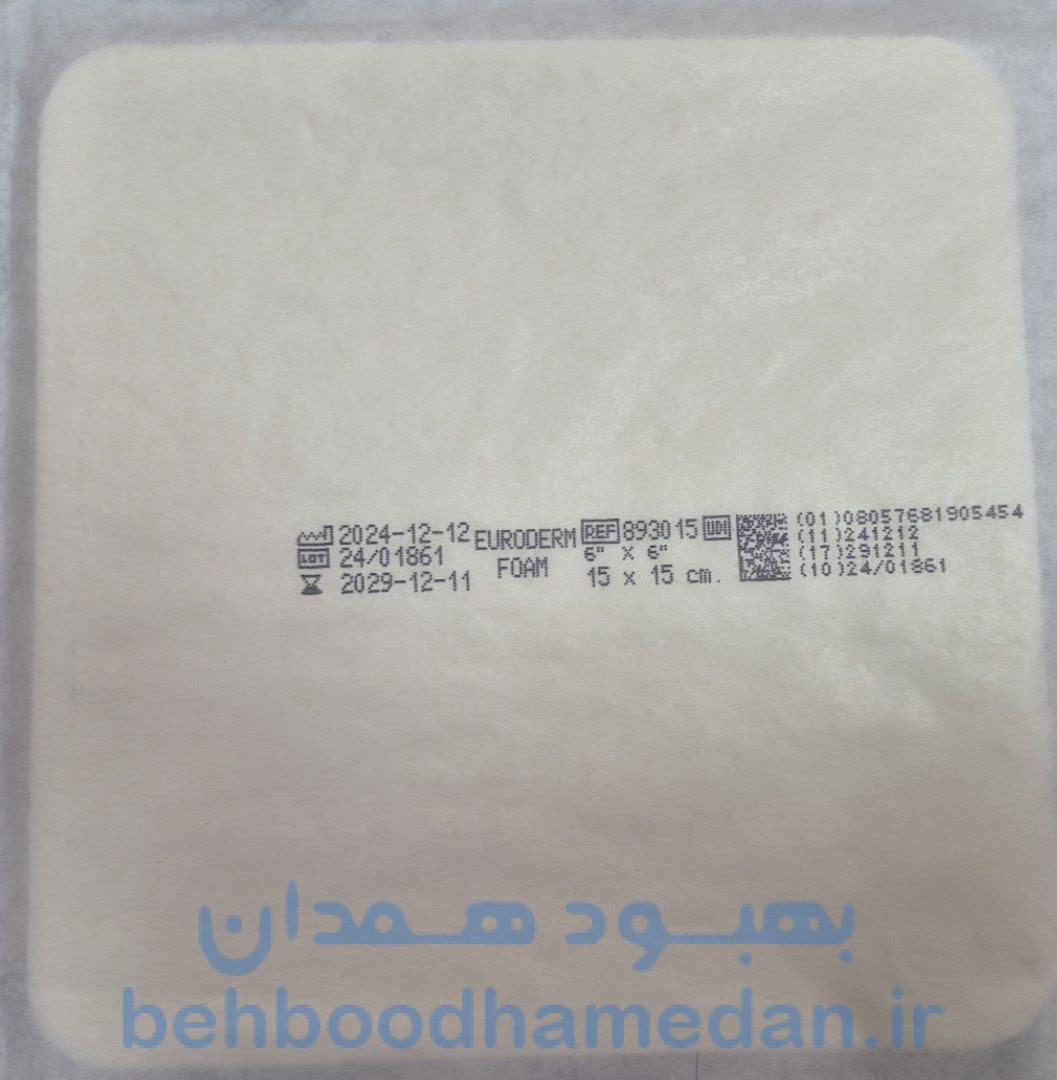 2024-12-12
LOT 24/01861
2029-12-11
EURODERM
FOAM
REF 893015
6" X 6"
15 x 15 cm.
UDI
(01)08057681905454
(11)241212
(17)291211
(10)24/01861
بهبود همدان
behboodhamedan.ir